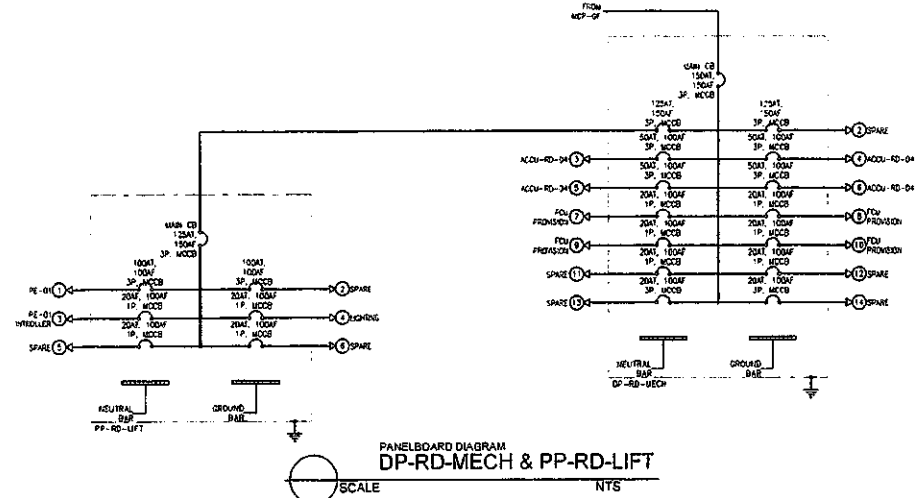 FROM
MCP-GF
MAIN CB
150AT,
150AF
3P, MCCB
125AT,
150AF
3P, MCCB
125AT,
150AF
3P, MCCB
2 SPARE
50AT, 100AF
3P, MCCB
50AT, 100AF
3P, MCCB
ACCU-RD-04 3
4 ACCU-RD-04
50AT, 100AF
3P, MCCB
50AT, 100AF
3P, MCCB
ACCU-RD-04 5
6 ACCU-RD-04
20AT, 100AF
1P, MCCB
20AT, 100AF
1P, MCCB
FCU
PROVISION 7
8 FCU
PROVISION
20AT, 100AF
1P, MCCB
20AT, 100AF
1P, MCCB
FCU
PROVISION 9
10 FCU
PROVISION
20AT, 100AF
1P, MCCB
20AT, 100AF
1P, MCCB
SPARE 11
12 SPARE
50AT, 100AF
3P, MCCB
50AT, 100AF
3P, MCCB
SPARE 13
14 SPARE
NEUTRAL
BAR
GROUND
BAR
DP-RD-MECH
MAIN CB
125AT,
150AF
3P, MCCB
100AT,
100AF
3P, MCCB
100AT,
100AF
3P, MCCB
PE-01 1
2 SPARE
20AT, 100AF
1P, MCCB
20AT, 100AF
1P, MCCB
PE-01
3
4 LIGHTING
20AT, 100AF
1P, MCCB
20AT, 100AF
1P, MCCB
SPARE 5
6 SPARE
NEUTRAL
BAR
GROUND
BAR
PP-RD-LIFT
PANELBOARD DIAGRAM
DP-RD-MECH & PP-RD-LIFT
SCALE
NTS